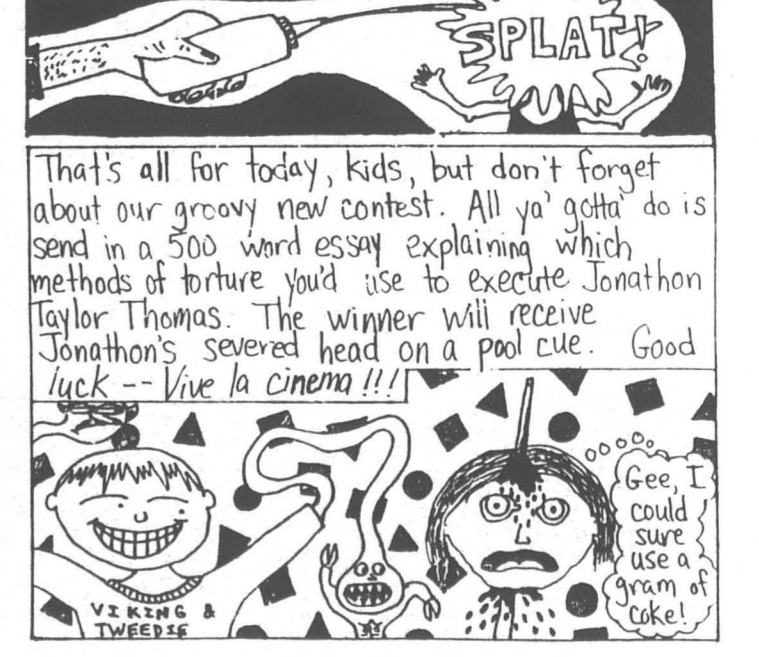 SPLAT!
That's all for today, kids, but don't forget
about our groovy new contest. All ya' gotta' do is
send in a 500 word essay explaining which
methods of torture you'd use to execute Jonathon
Taylor Thomas. The winner will receive
Jonathon's severed head on a pool cue. Good
luck -- Vive la cinema!!!
Gee, I
could
sure
use a
gram of
coke!
VIKING &
TWEEDIE